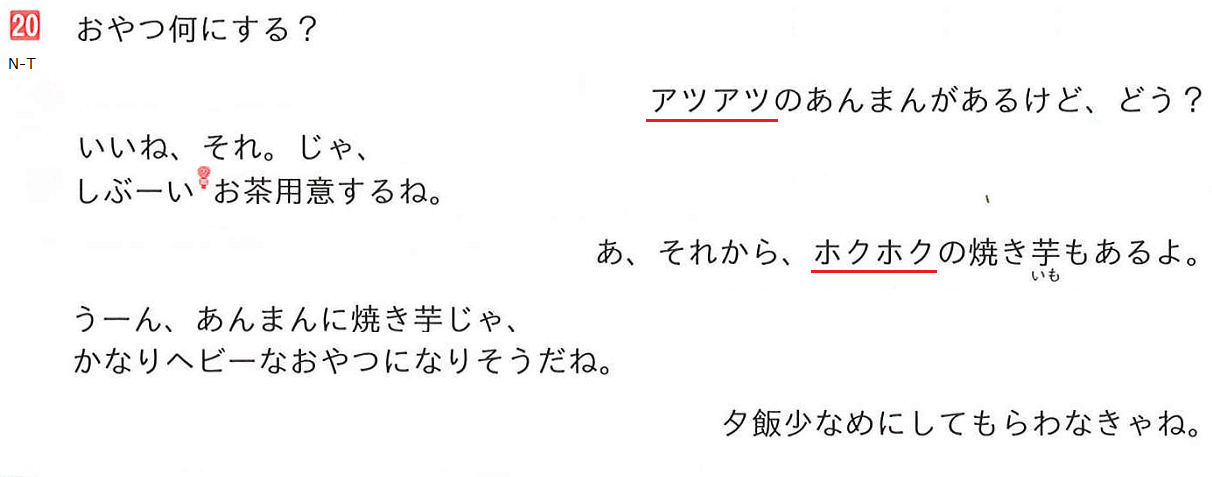 20 おやつ何にする？
N-T
アツアツのあんまんがあるけど、どう？
いいね、それ。じゃ、
しぶーいお茶用意するね。
あ、それから、ホクホクの焼き芋もあるよ。
いも
うーん、あんまんに焼き芋じゃ、
かなりヘビーなおやつになりそうだね。
夕飯少なめにしてもらわなきゃね。